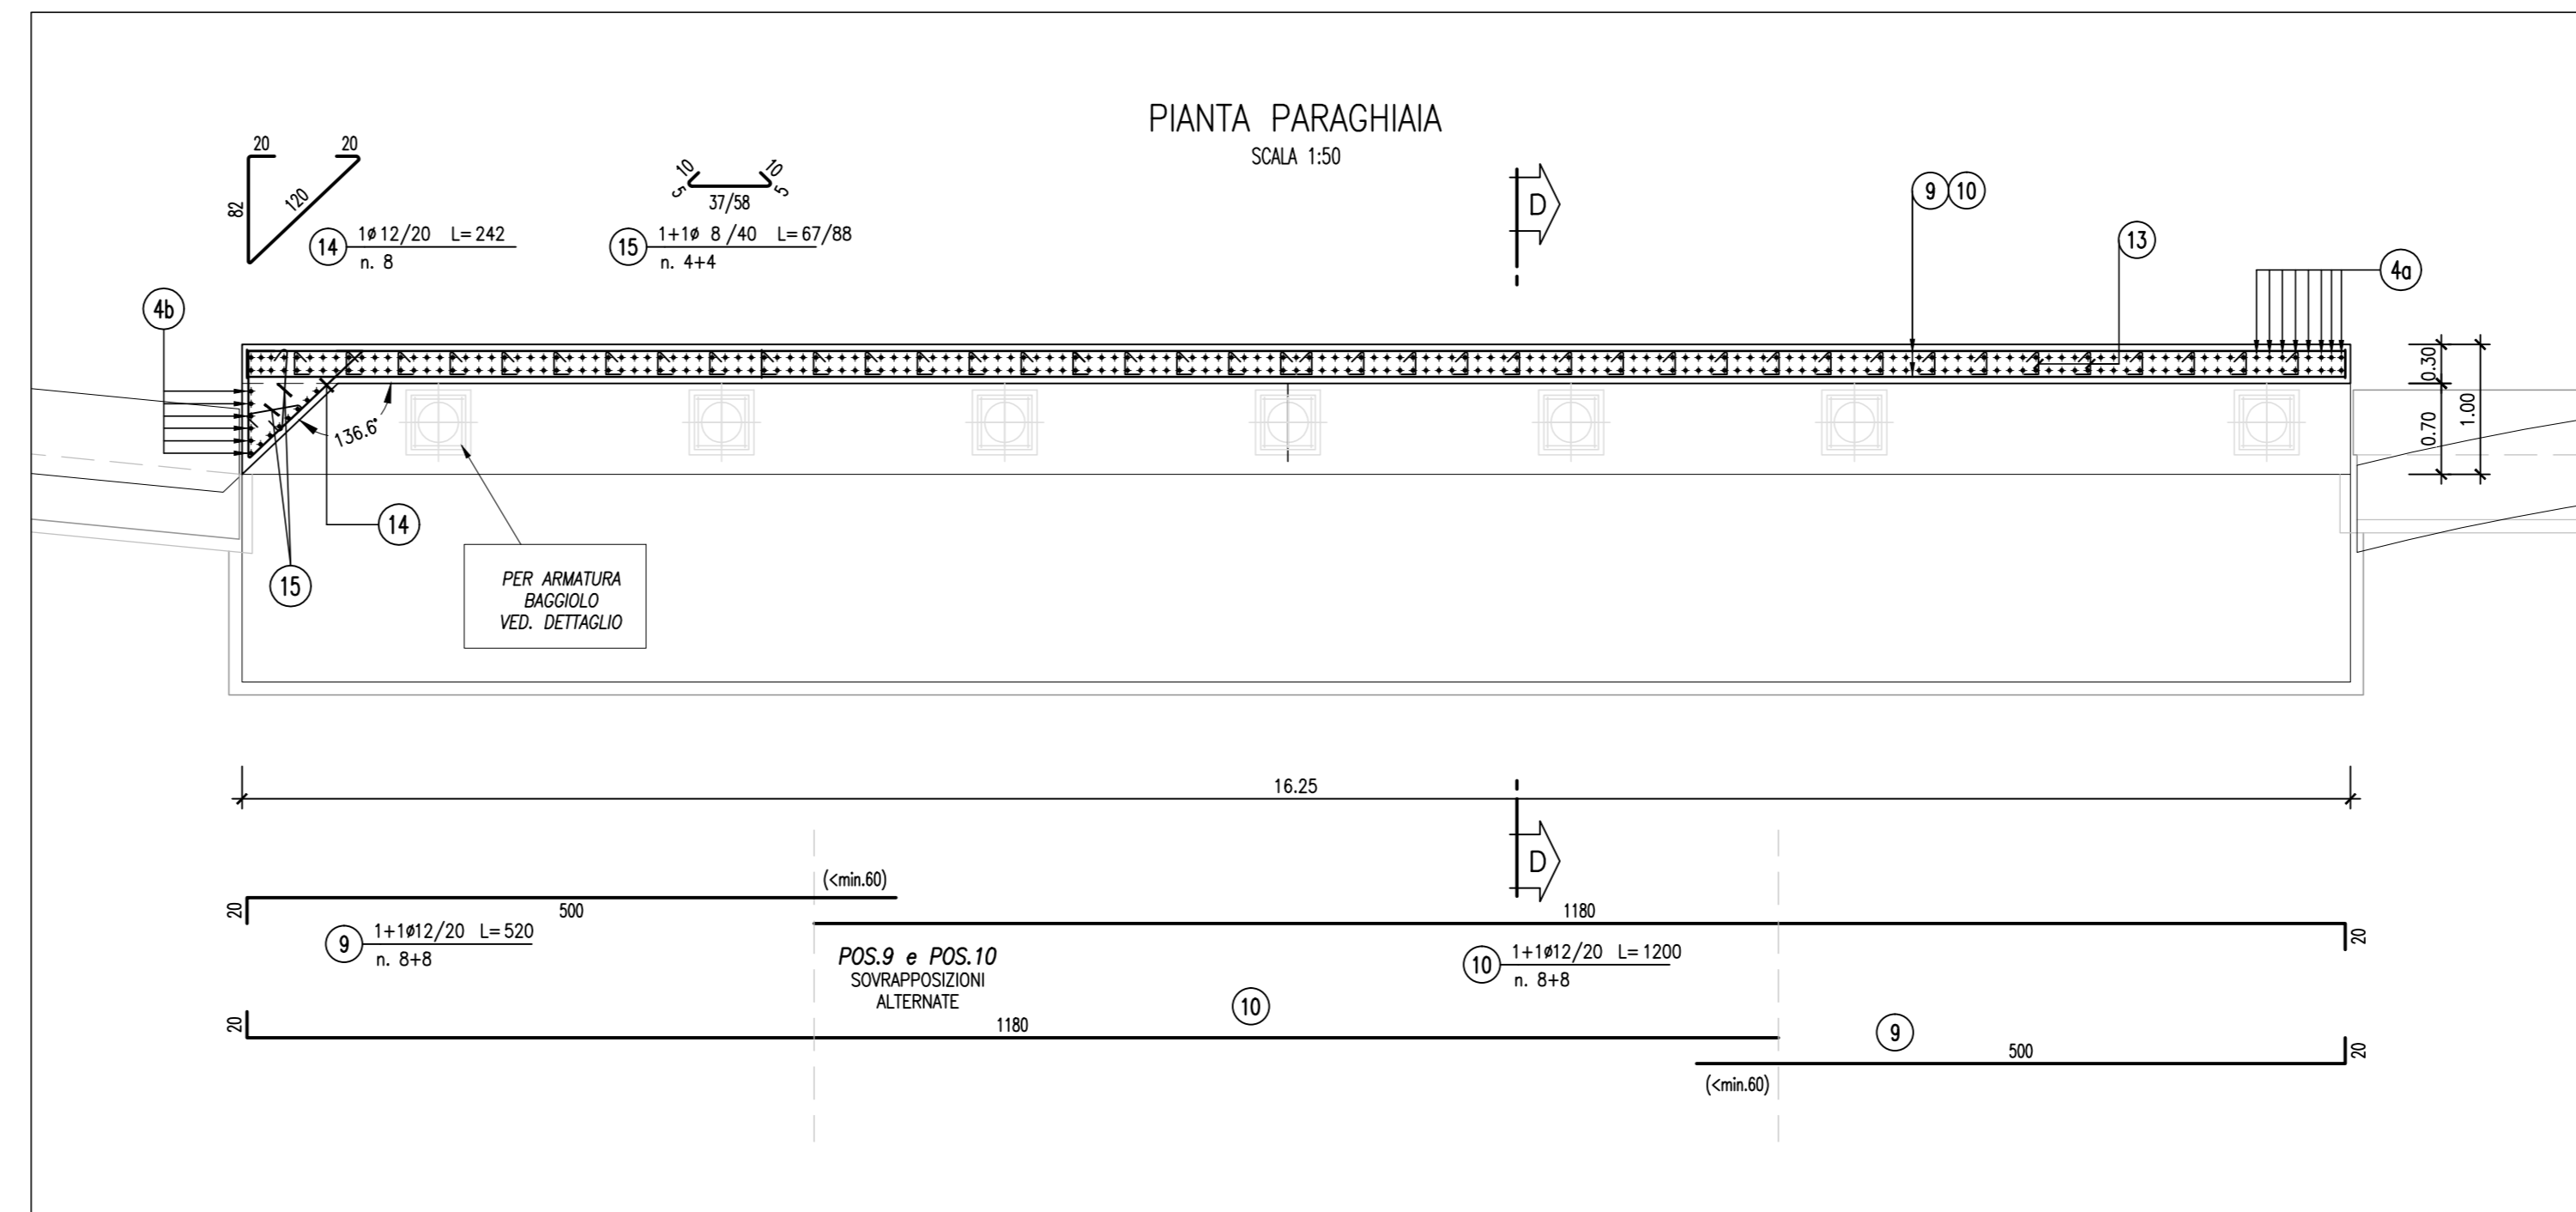 PIANTA PARAGHIAIA
SCALA 1:50
20
20
82
120
14
1ø12/20 L=242
n. 8
10
10
5
5
37/58
15
1+1ø 8 /40 L=67/88
n. 4+4
D
9
10
13
4a
4b
0.30
0.70
1.00
136.6°
14
15
PER ARMATURA
BAGGIOLO
VED. DETTAGLIO
16.25
D
(<min.60)
20
500
1180
20
9
1+1ø12/20 L=520
n. 8+8
POS.9 e POS.10
SOVRAPPOSIZIONI
ALTERNATE
10
1+1ø12/20 L=1200
n. 8+8
10
20
1180
9
500
20
(<min.60)